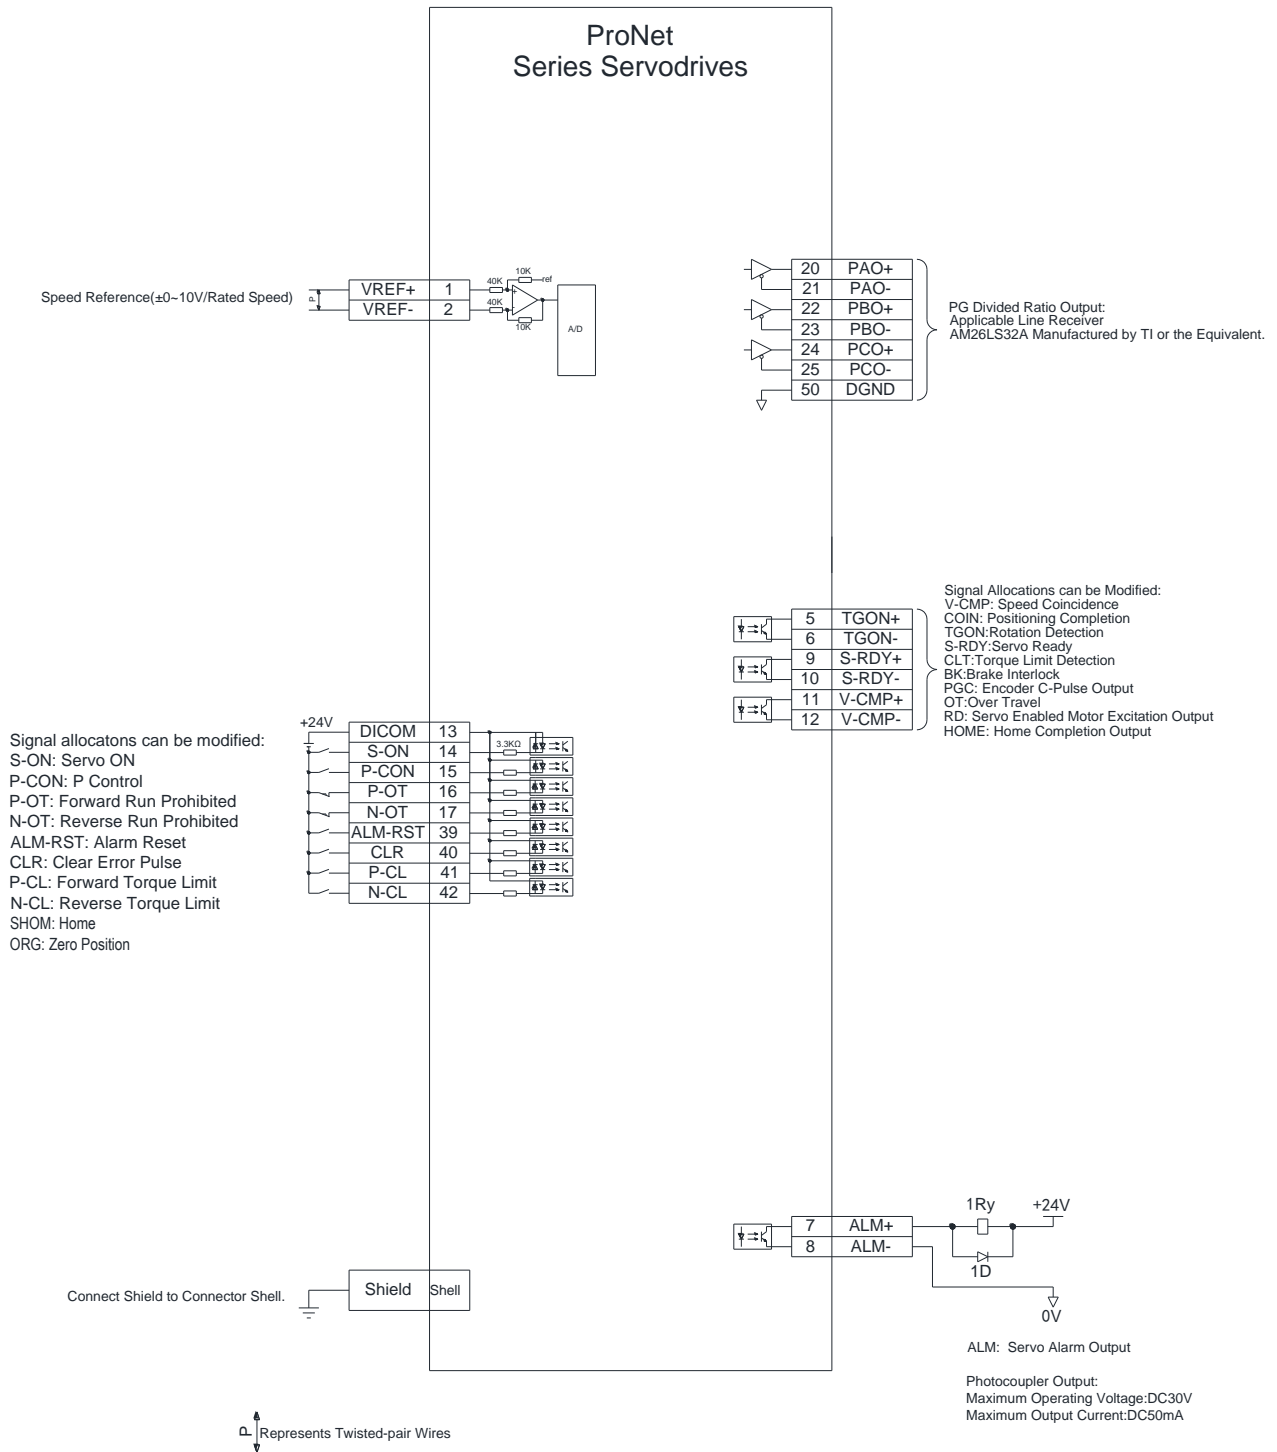 ProNet
Series Servodrives
Speed Reference(±0~10V/Rated Speed)
P
VREF+ 1
VREF- 2
40K
40K
10K
ref
+
-
10K
A/D
20 PAO+
21 PAO-
22 PBO+
23 PBO-
24 PCO+
25 PCO-
50 DGND
PG Divided Ratio Output:
Applicable Line Receiver
AM26LS32A Manufactured by TI or the Equivalent.
5 TGON+
6 TGON-
9 S-RDY+
10 S-RDY-
11 V-CMP+
12 V-CMP-
Signal Allocations can be Modified:
V-CMP: Speed Coincidence
COIN: Positioning Completion
TGON:Rotation Detection
S-RDY:Servo Ready
CLT:Torque Limit Detection
BK:Brake Interlock
PGC: Encoder C-Pulse Output
OT:Over Travel
RD: Servo Enabled Motor Excitation Output
HOME: Home Completion Output
Signal allocatons can be modified:
S-ON: Servo ON
P-CON: P Control
P-OT: Forward Run Prohibited
N-OT: Reverse Run Prohibited
ALM-RST: Alarm Reset
CLR: Clear Error Pulse
P-CL: Forward Torque Limit
N-CL: Reverse Torque Limit
SHOM: Home
ORG: Zero Position
+24V
DICOM 13
S-ON 14
P-CON 15
P-OT 16
N-OT 17
ALM-RST 39
CLR 40
P-CL 41
N-CL 42
3.3KΩ
7 ALM+
8 ALM-
1Ry
+24V
1D
0V
ALM: Servo Alarm Output
Photocoupler Output:
Maximum Operating Voltage:DC30V
Maximum Output Current:DC50mA
Connect Shield to Connector Shell.
Shield Shell
P Represents Twisted-pair Wires